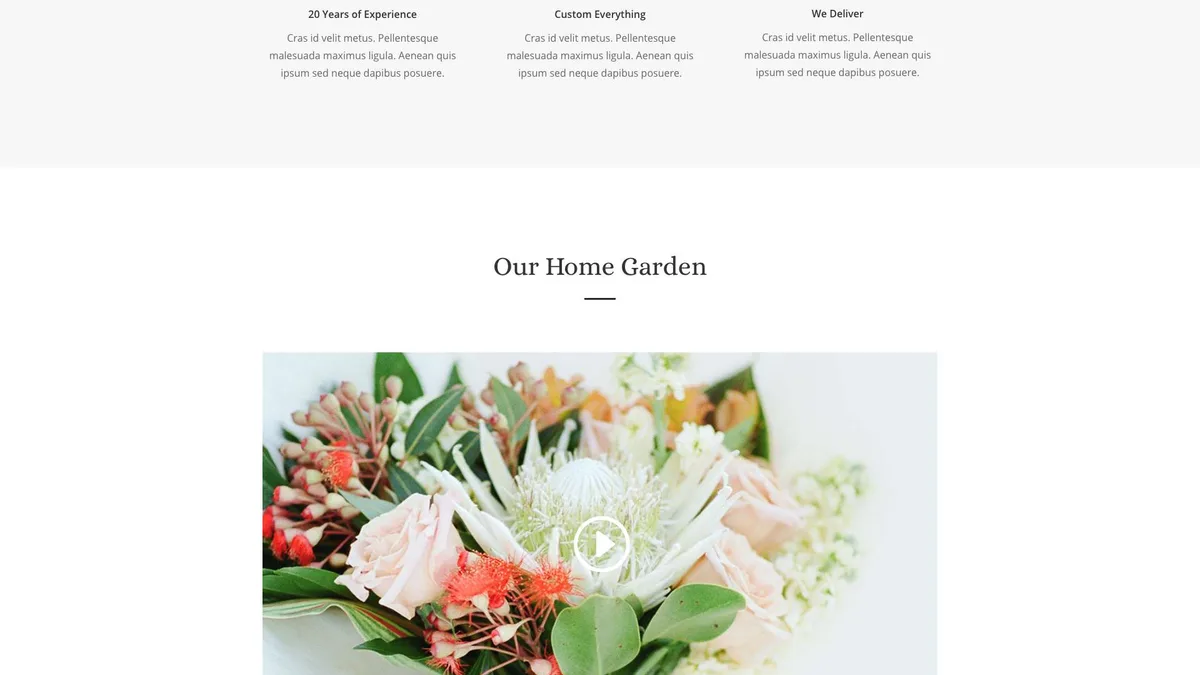 20 Years of Experience
Cras id velit metus. Pellentesque
malesuada maximus ligula. Aenean quis
ipsum sed neque dapibus posuere.
Custom Everything
Cras id velit metus. Pellentesque
malesuada maximus ligula. Aenean quis
ipsum sed neque dapibus posuere.
We Deliver
Cras id velit metus. Pellentesque
malesuada maximus ligula. Aenean quis
ipsum sed neque dapibus posuere.
Our Home Garden